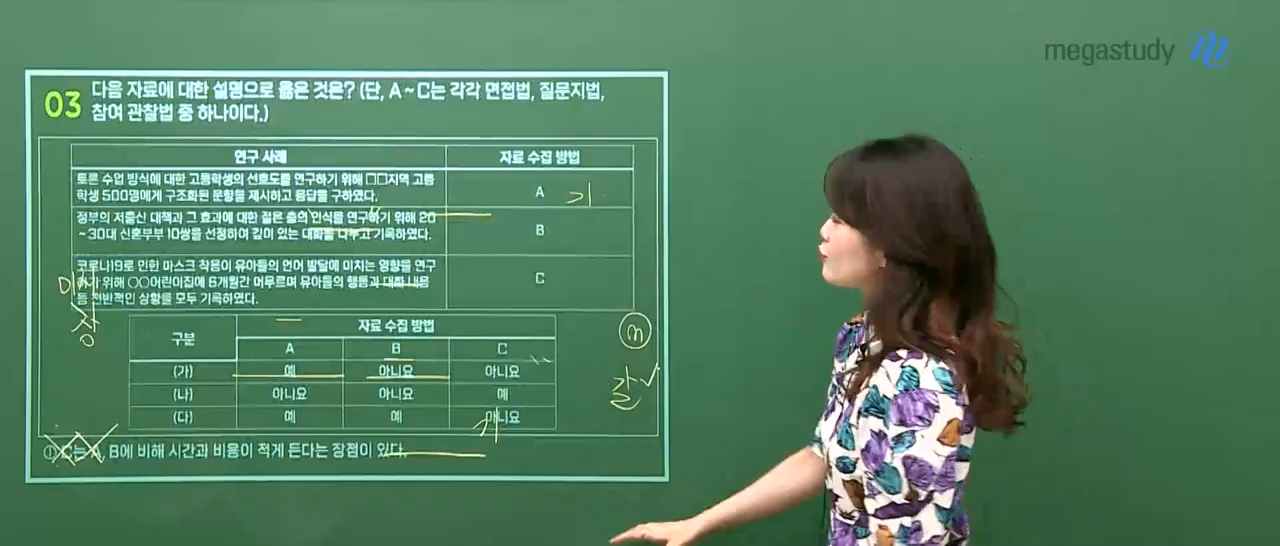 megastudy
03 다음 자료에 대한 설명으로 옳은 것은? (단, A~C는 각각 면접법, 질문지법,
참여 관찰법 중 하나이다.)
연구 사례 자료 수집 방법
토론 수업 방식에 대한 고등학생의 선호도를 연구하기 위해 □□지역 고등
학생 500명에게 구조화된 문항을 제시하고 응답을 구하였다.
A
정부의 저출산 대책과 그 효과에 대한 젊은 층의 인식을 연구하기 위해 20
~30대 신혼부부 10쌍을 선정하여 깊이 있는 대화를 나누고 기록하였다.
B
코로나19로 인한 마스크 착용이 유아들의 언어 발달에 미치는 영향을 연구
하기 위해 ○○어린이집에 6개월간 머무르며 유아들의 행동과 대화 내용
등 전반적인 상황을 모두 기록하였다.
C
구분 자료 수집 방법
A B C
(가) 예 아니요 아니요
(나) 아니요 아니요 예
(다) 예 예 아니요
① C는 A, B에 비해 시간과 비용이 적게 든다는 장점이 있다.